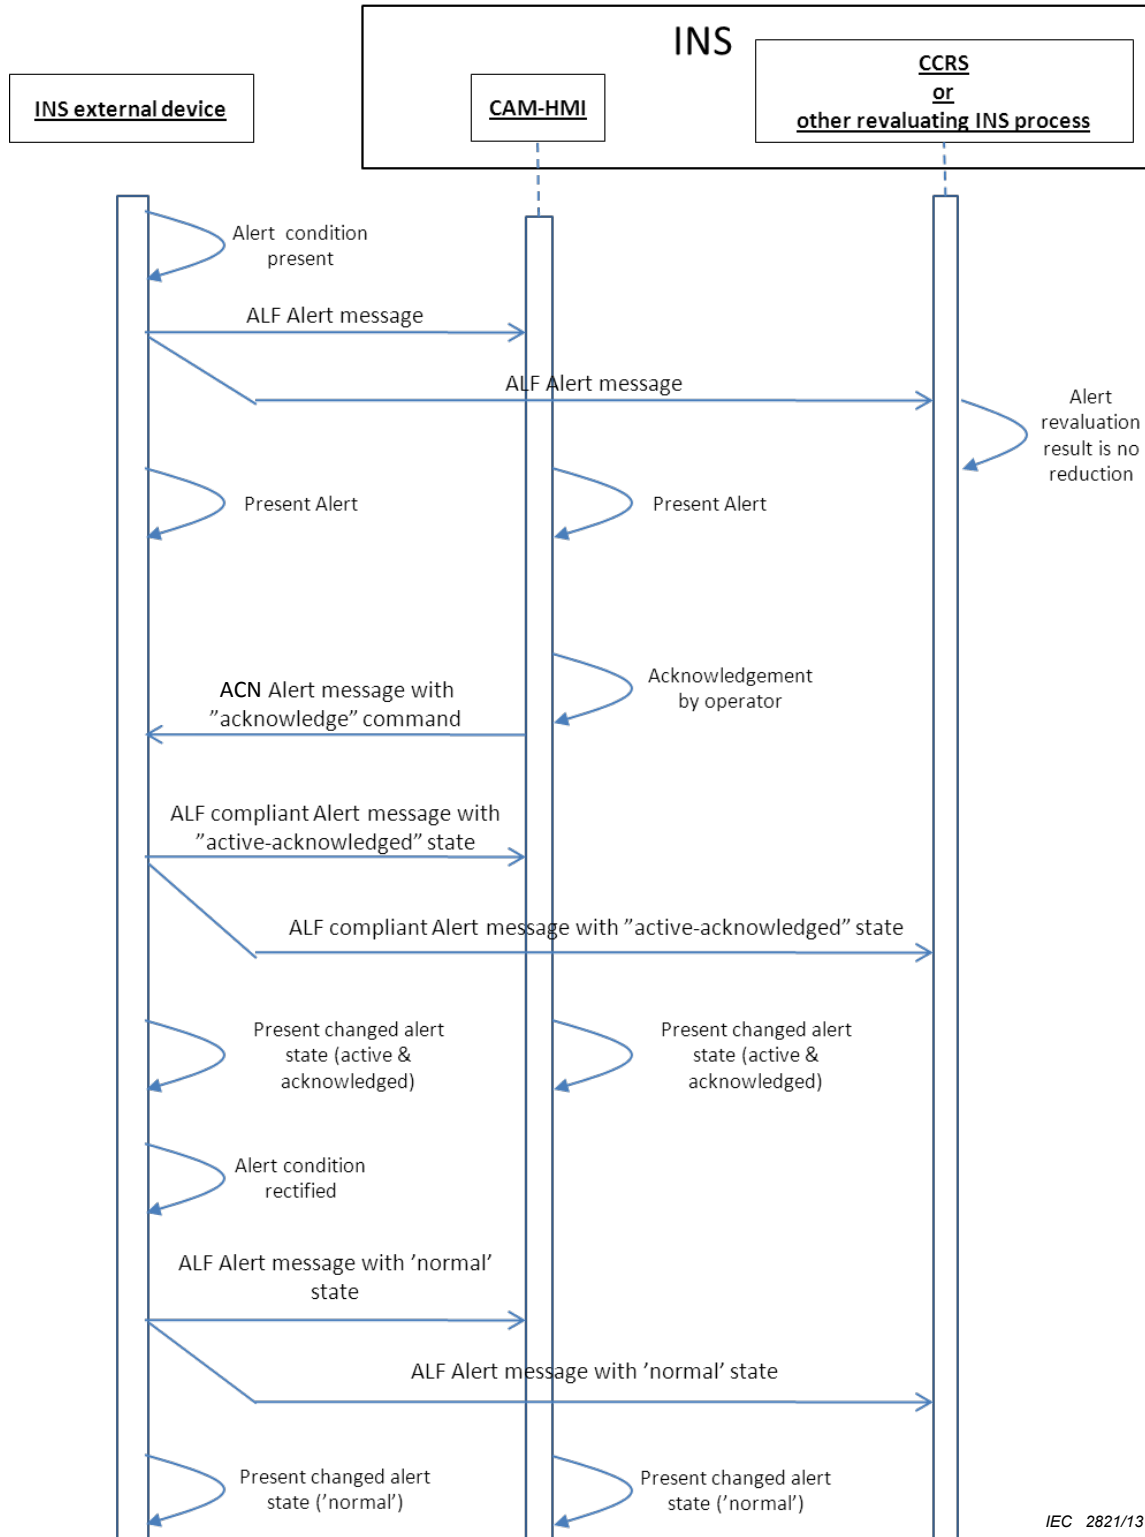 INS
INS external device
CAM-HMI
CCRS
or
other revaluating INS process
Alert condition
present
ALF Alert message
ALF Alert message
Alert
revaluation
result is no
reduction
Present Alert
Present Alert
Acknowledgement
by operator
ACN Alert message with
”acknowledge” command
ALF compliant Alert message with
”active-acknowledged” state
ALF compliant Alert message with ”active-acknowledged” state
Present changed alert
state (active &
acknowledged)
Present changed alert
state (active &
acknowledged)
Alert condition
rectified
ALF Alert message with ’normal’
state
ALF Alert message with ’normal’ state
Present changed alert
state (’normal’)
Present changed alert
state (’normal’)
IEC 2821/13